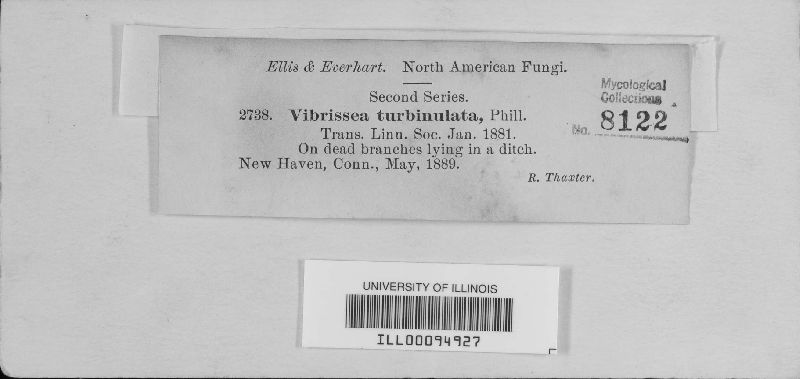 Ellis & Everhart. North American Fungi.
Second Series.
2738. Vibrissea turbinulata, Phill.
Trans. Linn. Soc. Jan. 1881.
On dead branches lying in a ditch.
New Haven, Conn., May, 1889.
R. Thaxter.
Mycological
Collections
No. 8122
UNIVERSITY OF ILLINOIS
ILL00094927